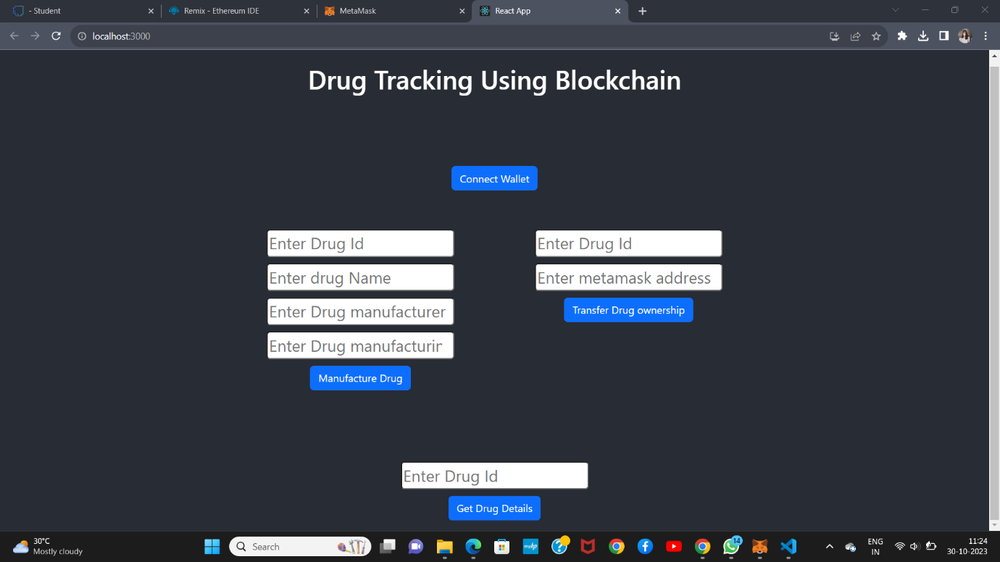 - Student
Remix - Ethereum IDE
MetaMask
React App
localhost:3000
Drug Tracking Using Blockchain
Connect Wallet
Enter Drug Id
Enter drug Name
Enter Drug manufacturer
Enter Drug manufacturin
Manufacture Drug
Enter Drug Id
Enter metamask address
Transfer Drug ownership
Enter Drug Id
Get Drug Details
30°C
Mostly cloudy
Search
myhp
14
ENG
IN
11:24
30-10-2023